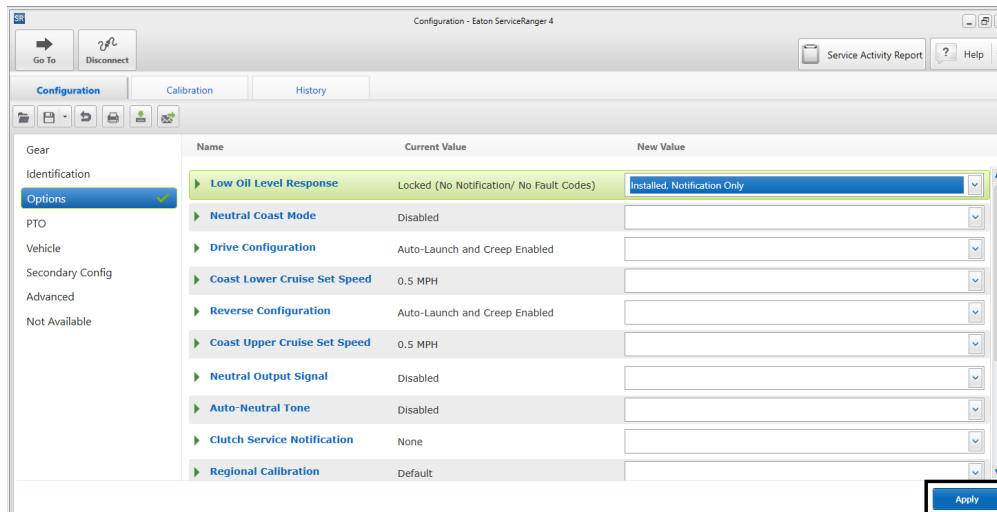 SR Configuration - Eaton ServiceRanger 4
Go To Disconnect Service Activity Report ? Help
Configuration Calibration History
Gear
Identification
Options
PTO
Vehicle
Secondary Config
Advanced
Not Available
Name Current Value New Value
Low Oil Level Response Locked (No Notification/ No Fault Codes) Installed, Notification Only
Neutral Coast Mode Disabled
Drive Configuration Auto-Launch and Creep Enabled
Coast Lower Cruise Set Speed 0.5 MPH
Reverse Configuration Auto-Launch and Creep Enabled
Coast Upper Cruise Set Speed 0.5 MPH
Neutral Output Signal Disabled
Auto-Neutral Tone Disabled
Clutch Service Notification None
Regional Calibration Default
Apply